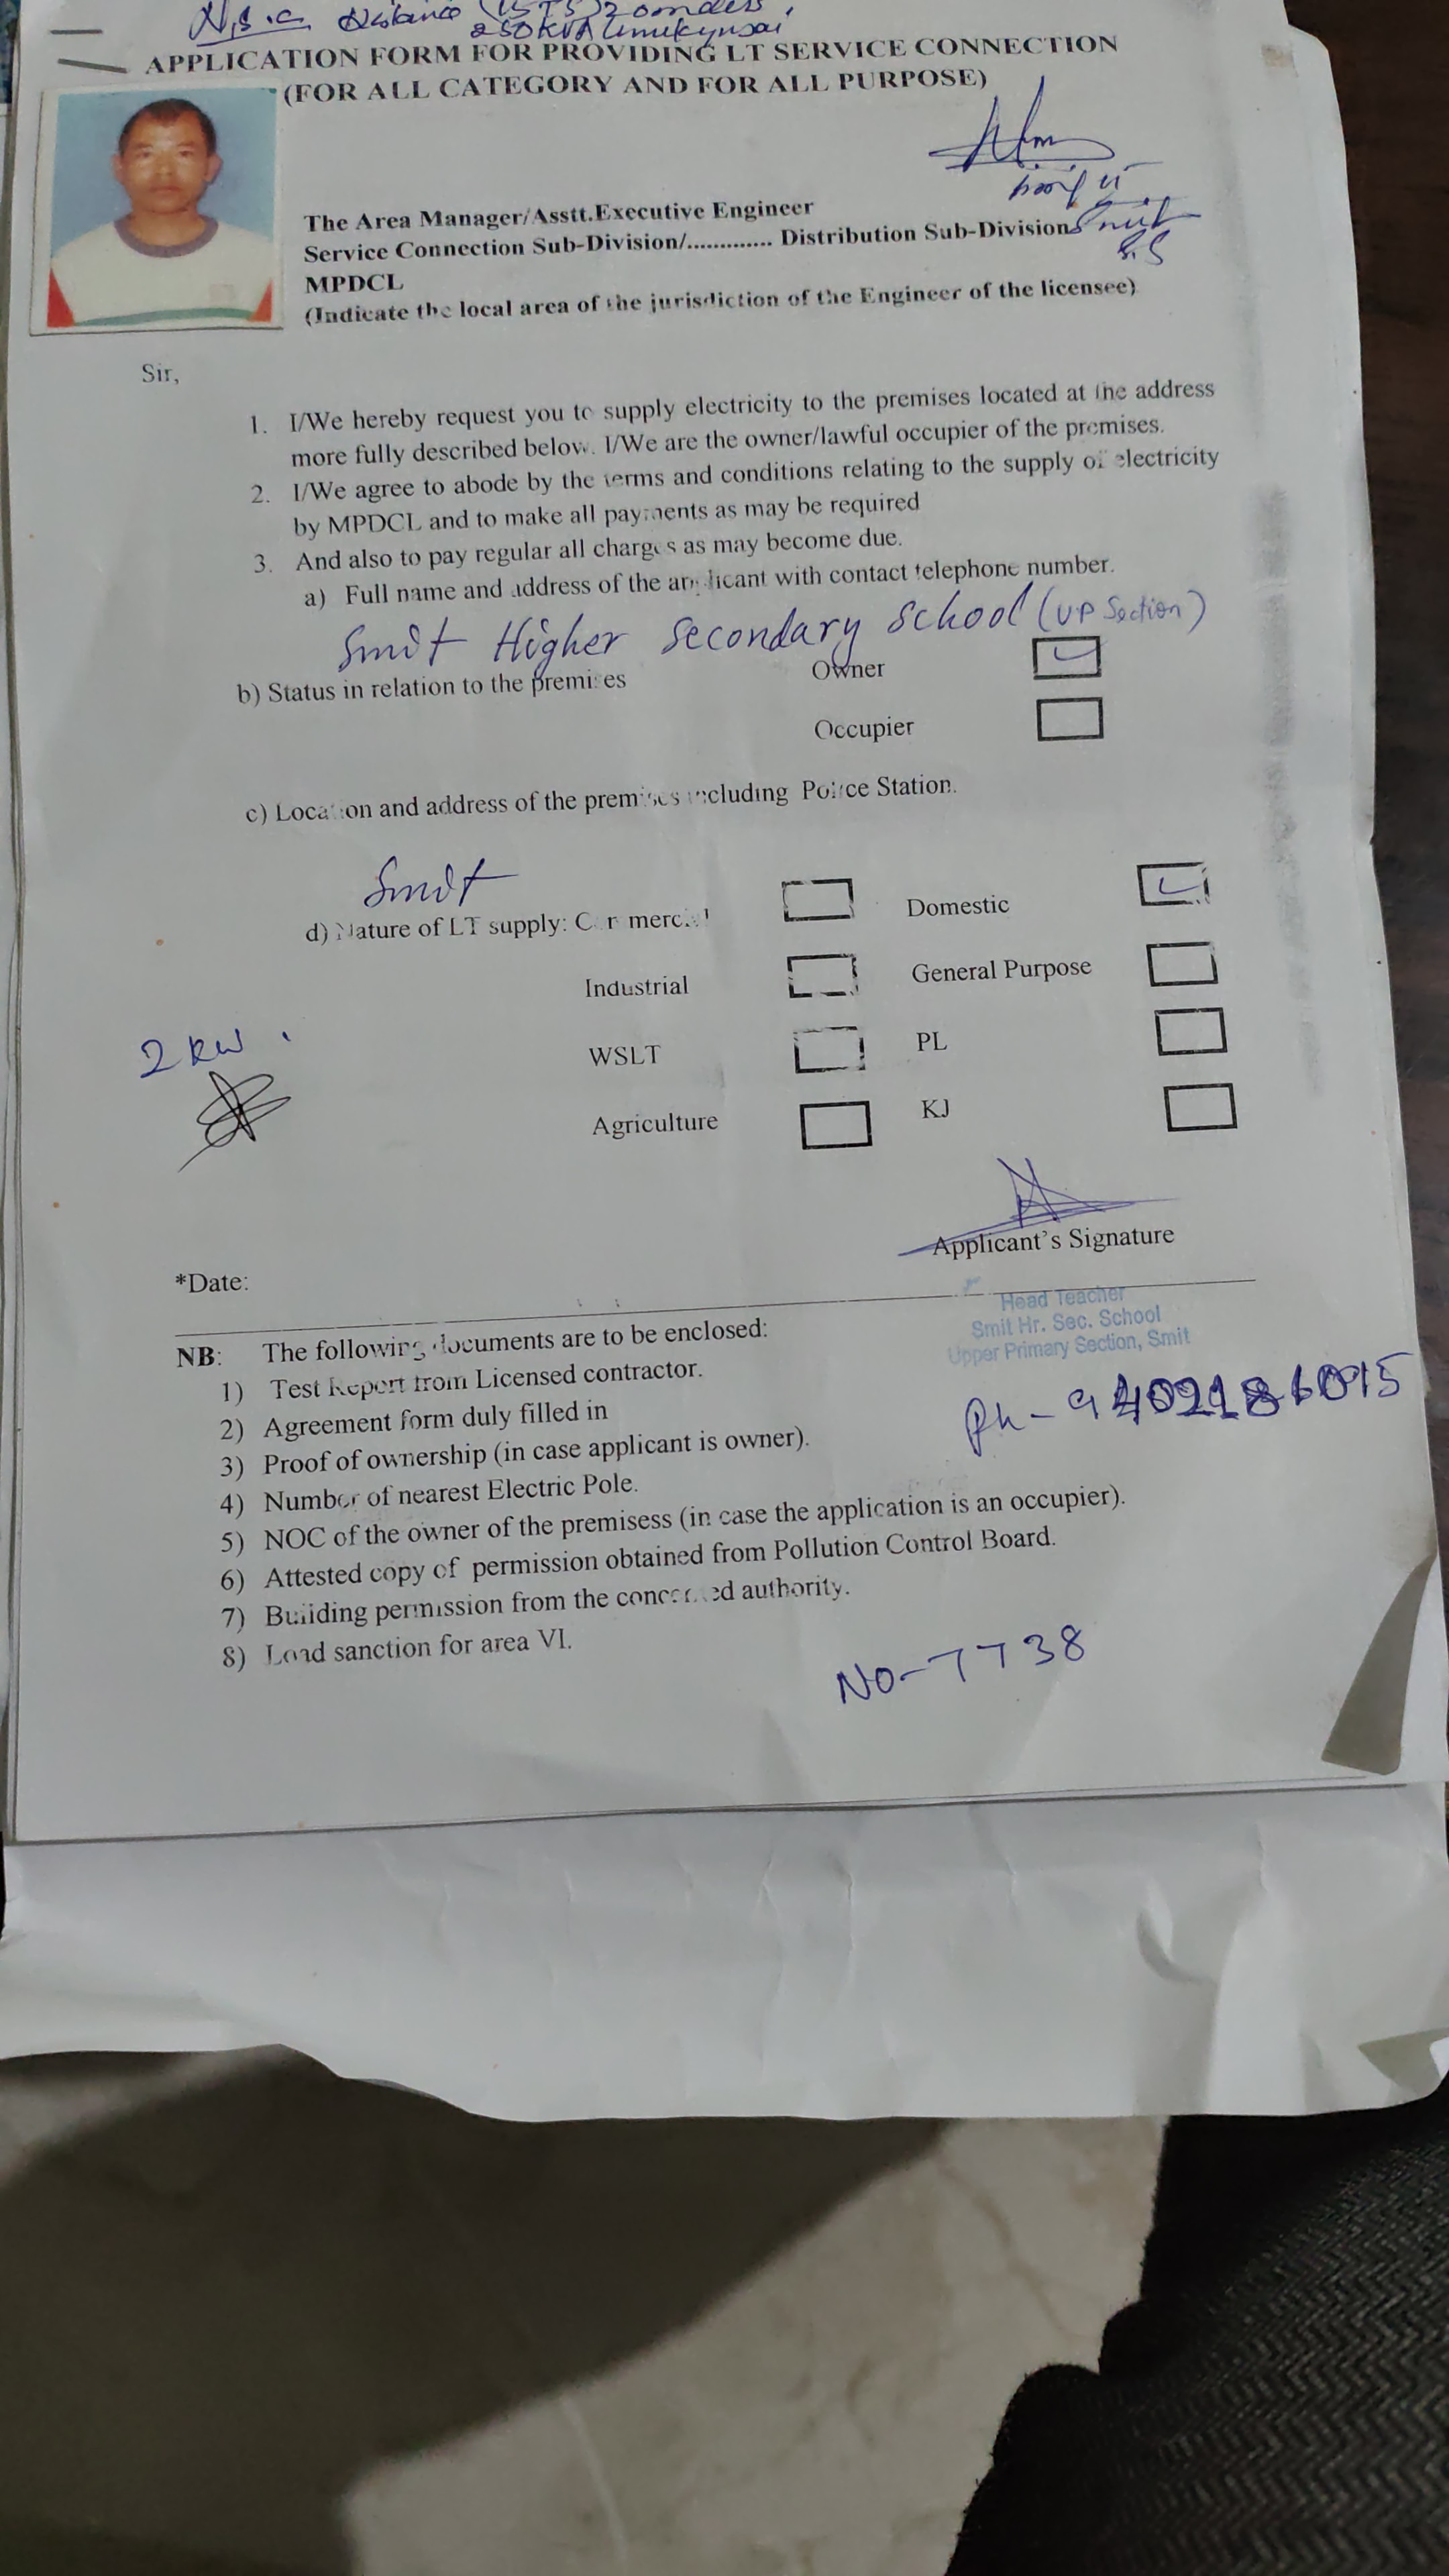 N.S.C. Distance
250KVA
APPLICATION FORM FOR PROVIDING LT SERVICE CONNECTION
(FOR ALL CATEGORY AND FOR ALL PURPOSE)
The Area Manager/Asstt.Executive Engineer
Service Connection Sub-Division/............. Distribution Sub-Division Smit
S.S
MPDCL
(Indicate the local area of the jurisdiction of the Engineer of the licensee)
Sir,
1. I/We hereby request you to supply electricity to the premises located at the address
more fully described below. I/We are the owner/lawful occupier of the premises.
2. I/We agree to abode by the terms and conditions relating to the supply of electricity
by MPDCL and to make all payments as may be required
3. And also to pay regular all charges as may become due.
a) Full name and address of the applicant with contact telephone number.
Smit Higher Secondary School (UP Section)
b) Status in relation to the premises Owner
Occupier
c) Location and address of the premises including Police Station.
Smit
d) Nature of LT supply: Commercial Domestic
Industrial General Purpose
2 KW.
WSLT PL
Agriculture KJ
Applicant's Signature
*Date:
Head Teacher
Smit Hr. Sec. School
Upper Primary Section, Smit
NB: The following documents are to be enclosed:
1) Test Report from Licensed contractor.
2) Agreement form duly filled in
Ph-
3) Proof of ownership (in case applicant is owner).
4) Number of nearest Electric Pole.
5) NOC of the owner of the premisess (in case the application is an occupier).
6) Attested copy of permission obtained from Pollution Control Board.
7) Building permission from the concerned authority.
8) Load sanction for area VI.
No-7738